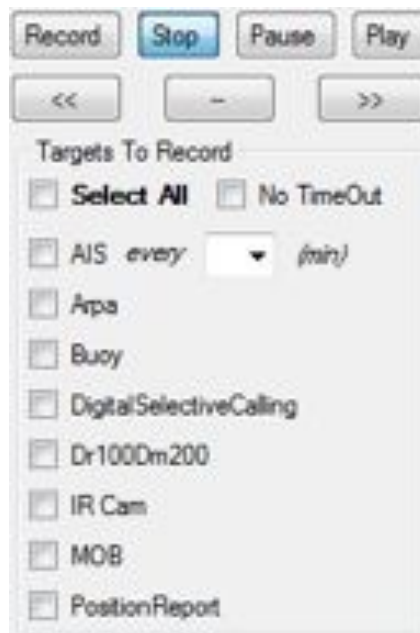 Record Stop Pause Play
<< -- >>
Targets To Record
Select All No TimeOut
AIS every (min)
Arpa
Buoy
DigitalSelectiveCalling
Dr100Dm200
IR Cam
MOB
PositionReport